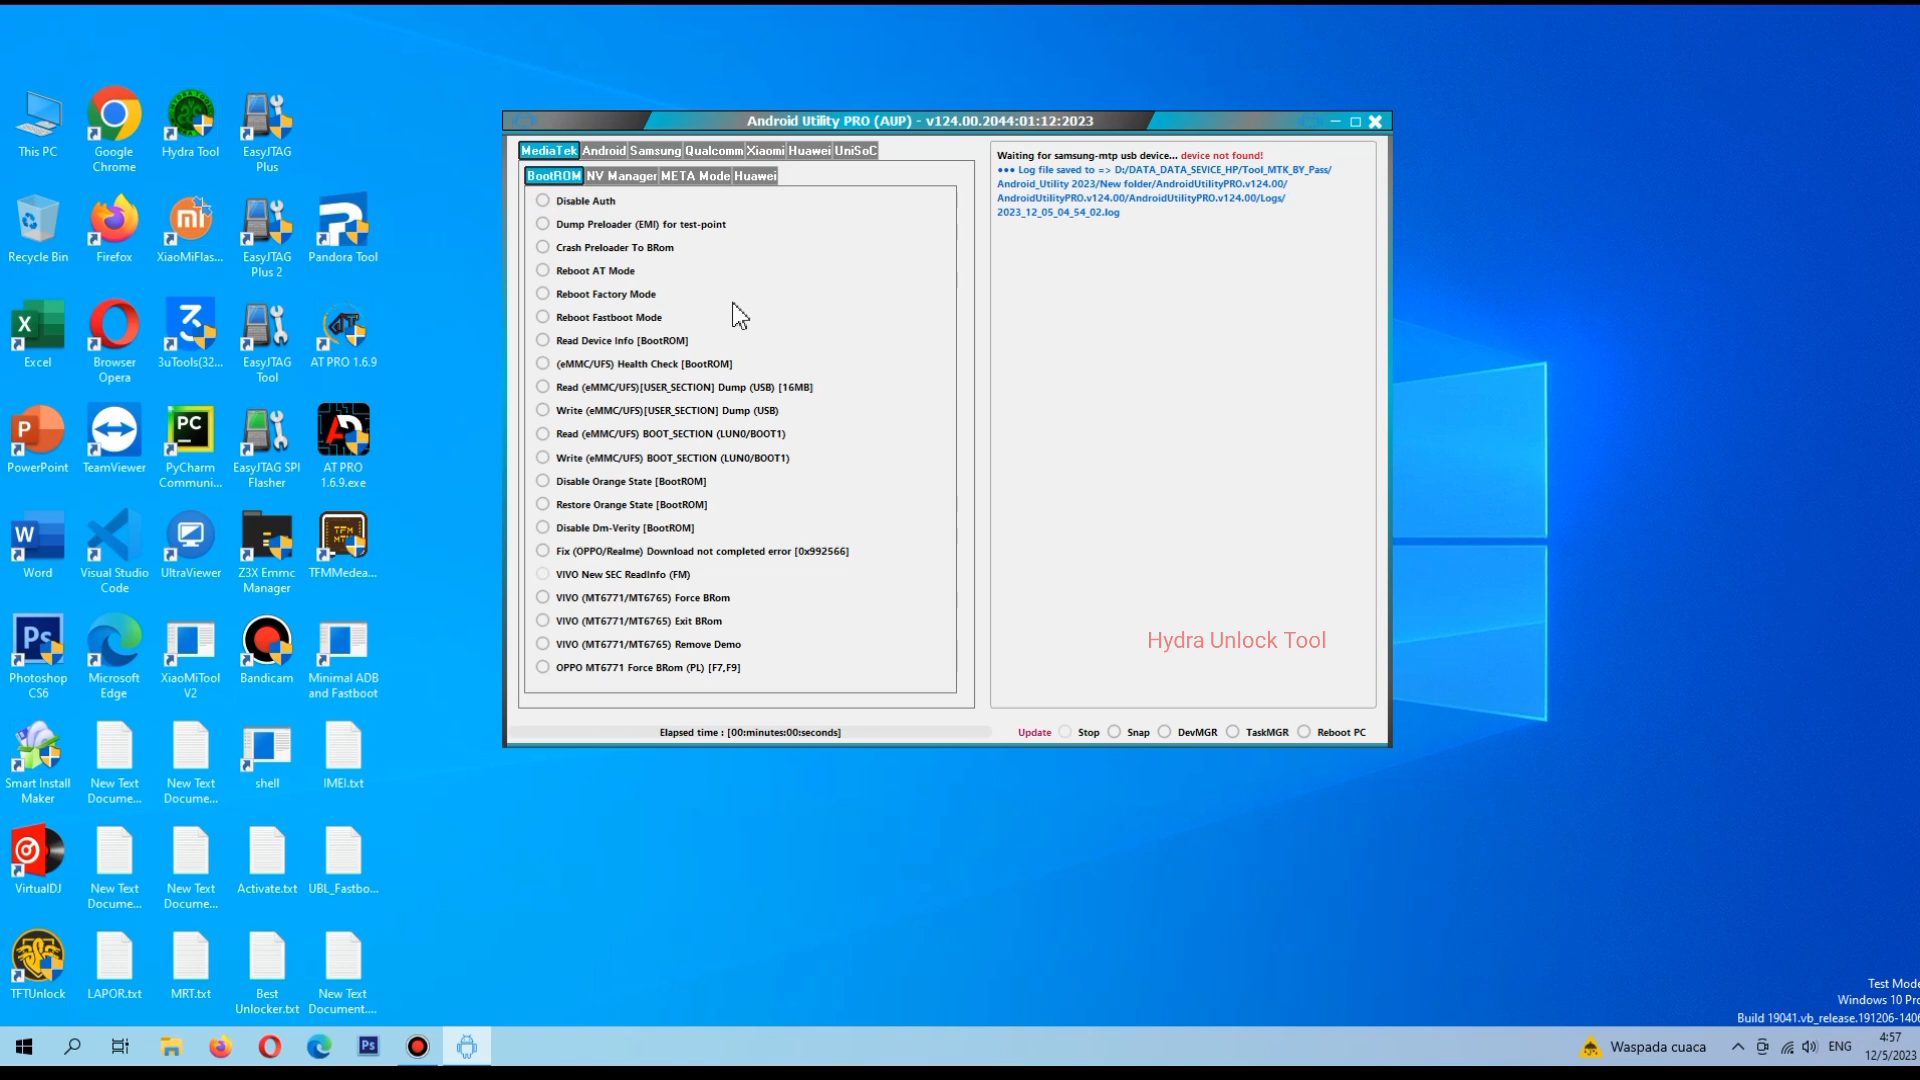 This PC
Google
Chrome
Hydra Tool
EasyJTAG
Plus
Recycle Bin
Firefox
XiaoMiFlas...
EasyJTAG
Plus 2
Pandora Tool
Excel
Browser
Opera
3uTools(32...
EasyJTAG
Tool
AT PRO 1.6.9
PowerPoint
TeamViewer
PyCharm
Communi...
EasyJTAG SPI
Flasher
AT PRO
1.6.9.exe
Word
Visual Studio
Code
UltraViewer
Z3X Emmc
Manager
TFMMedea...
Photoshop
CS6
Microsoft
Edge
XiaoMiTool
V2
Bandicam
Minimal ADB
and Fastboot
Smart Install
Maker
New Text
Docume...
New Text
Docume...
shell
IMEI.txt
VirtualDJ
New Text
Docume...
New Text
Docume...
Activate.txt
UBL_Fastbo...
TFTUnlock
LAPOR.txt
MRT.txt
Best
Unlocker.txt
New Text
Document....
Android Utility PRO (AUP) - v124.00.2044:01:12:2023
MediaTek Android Samsung Qualcomm Xiaomi Huawei UniSoC
BootROM NV Manager META Mode Huawei
Disable Auth
Dump Preloader (EMI) for test-point
Crash Preloader To BRom
Reboot AT Mode
Reboot Factory Mode
Reboot Fastboot Mode
Read Device Info [BootROM]
(eMMC/UFS) Health Check [BootROM]
Read (eMMC/UFS)[USER_SECTION] Dump (USB) [16MB]
Write (eMMC/UFS)[USER_SECTION] Dump (USB)
Read (eMMC/UFS) BOOT_SECTION (LUN0/BOOT1)
Write (eMMC/UFS) BOOT_SECTION (LUN0/BOOT1)
Disable Orange State [BootROM]
Restore Orange State [BootROM]
Disable Dm-Verity [BootROM]
Fix (OPPO/Realme) Download not completed error [0x992566]
VIVO New SEC ReadInfo (FM)
VIVO (MT6771/MT6765) Force BRom
VIVO (MT6771/MT6765) Exit BRom
VIVO (MT6771/MT6765) Remove Demo
OPPO MT6771 Force BRom (PL) [F7,F9]
Waiting for samsung-mtp usb device... device not found!
••• Log file saved to => D:/DATA_DATA_SEVICE_HP/Tool_MTK_BY_Pass/
Android_Utility 2023/New folder/AndroidUtilityPRO.v124.00/
AndroidUtilityPRO.v124.00/AndroidUtilityPRO.v124.00/Logs/
2023_12_05_04_54_02.log
Hydra Unlock Tool
Elapsed time : [00:minutes:00:seconds]
Update Stop Snap DevMGR TaskMGR Reboot PC
Test Mode
Windows 10 Pro
Build 19041.vb_release.191206-1406
Waspada cuaca
ENG
4:57
12/5/2023